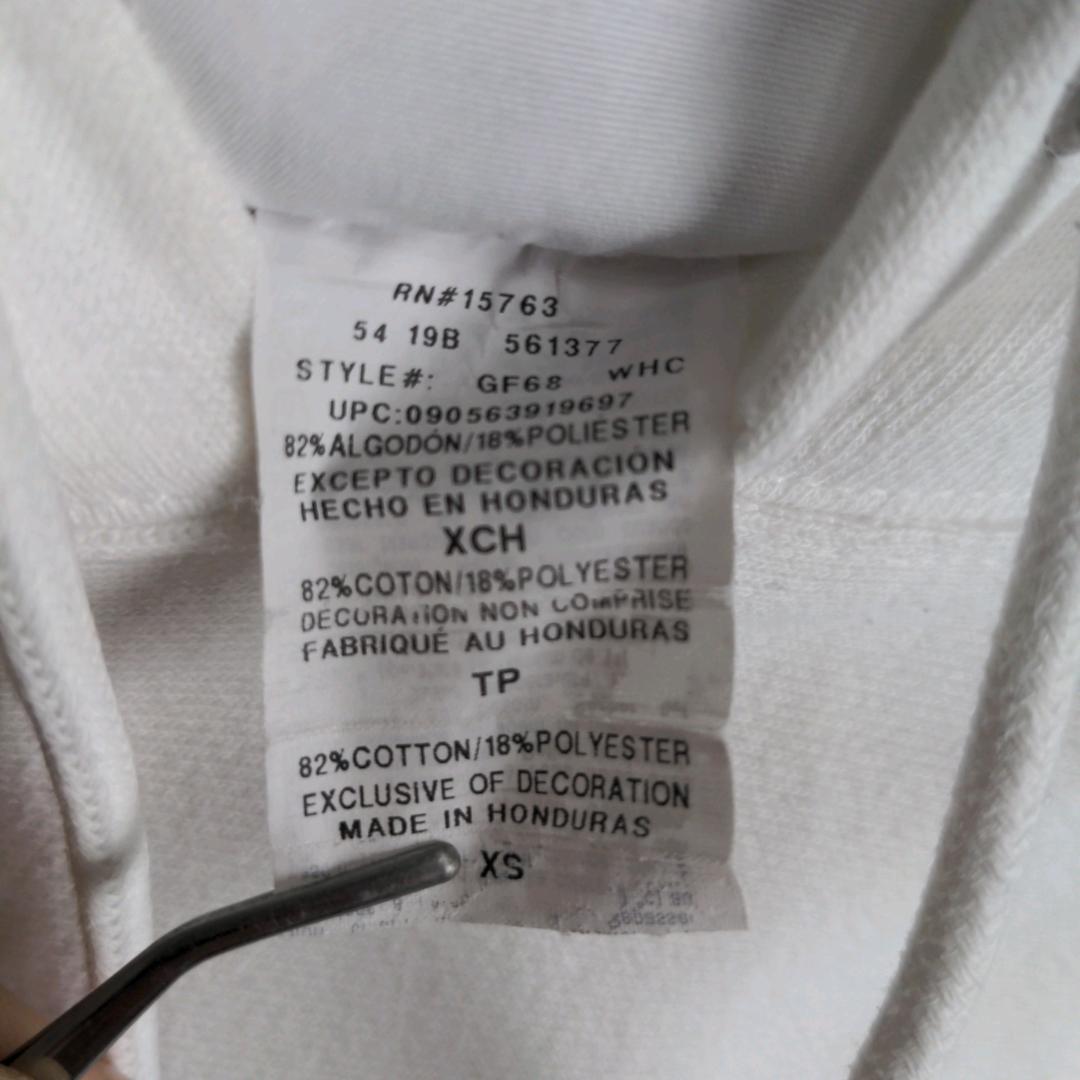 RN#15763
54 19B 561377
STYLE#: GF68 WHC
UPC:090563919697
82%ALGODÓN/18%POLIÉSTER
EXCEPTO DECORACIÓN
HECHO EN HONDURAS
XCH
82%COTON/18%POLYESTER
DECORATION NON COMPRISE
FABRIQUÉ AU HONDURAS
TP
82%COTTON/18%POLYESTER
EXCLUSIVE OF DECORATION
MADE IN HONDURAS
XS